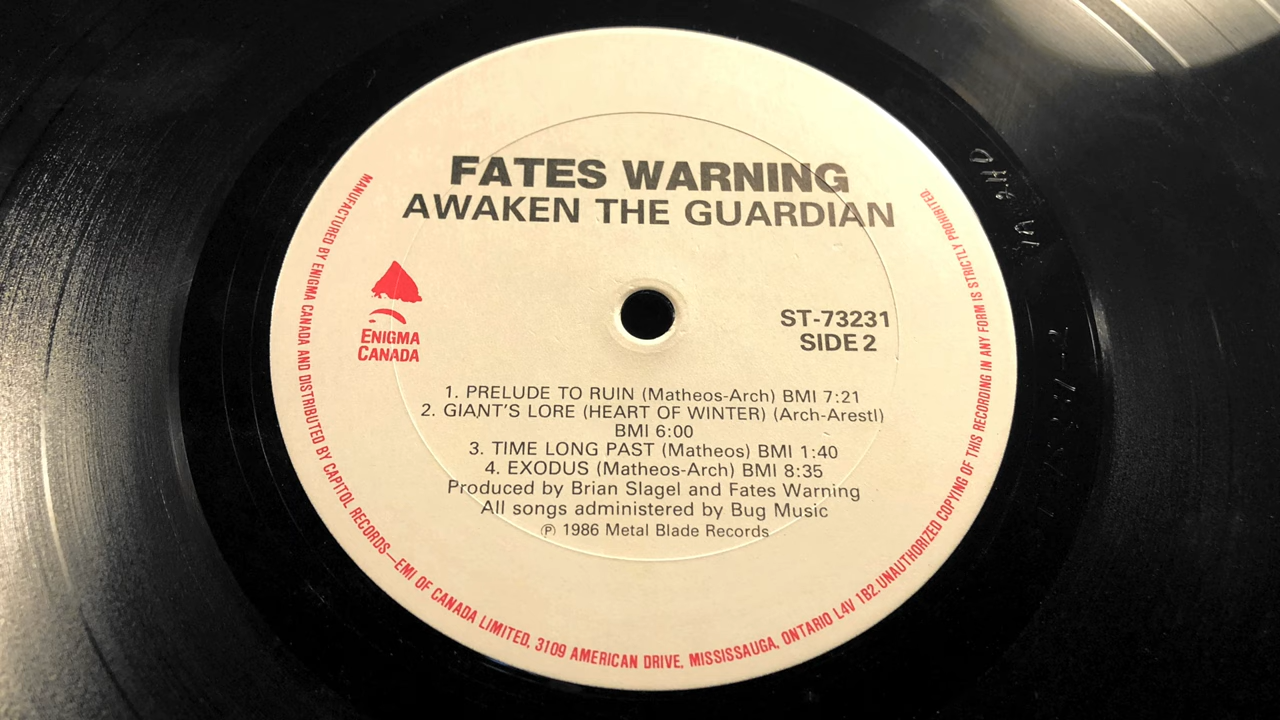 FATES WARNING
AWAKEN THE GUARDIAN
ENIGMA
CANADA
ST-73231
SIDE 2
1. PRELUDE TO RUIN (Matheos-Arch) BMI 7:21
2. GIANT'S LORE (HEART OF WINTER) (Arch-Arestl)
BMI 6:00
3. TIME LONG PAST (Matheos) BMI 1:40
4. EXODUS (Matheos-Arch) BMI 8:35
Produced by Brian Slagel and Fates Warning
All songs administered by Bug Music
℗ 1986 Metal Blade Records
MANUFACTURED BY ENIGMA CANADA AND DISTRIBUTED BY CAPITOL RECORDS—EMI OF CANADA LIMITED, 3109 AMERICAN DRIVE, MISSISSAUGA, ONTARIO L4V 1B2. UNAUTHORIZED COPYING OF THIS RECORDING IN ANY FORM IS STRICTLY PROHIBITED.